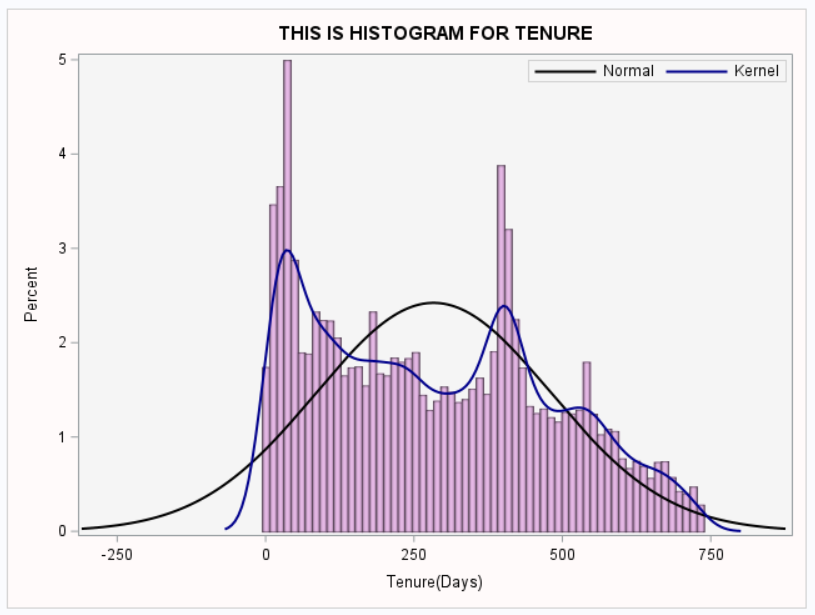 THIS IS HISTOGRAM FOR TENURE
Normal Kernel
5
4
3
2
1
0
Percent
-250 0 250 500 750
Tenure(Days)